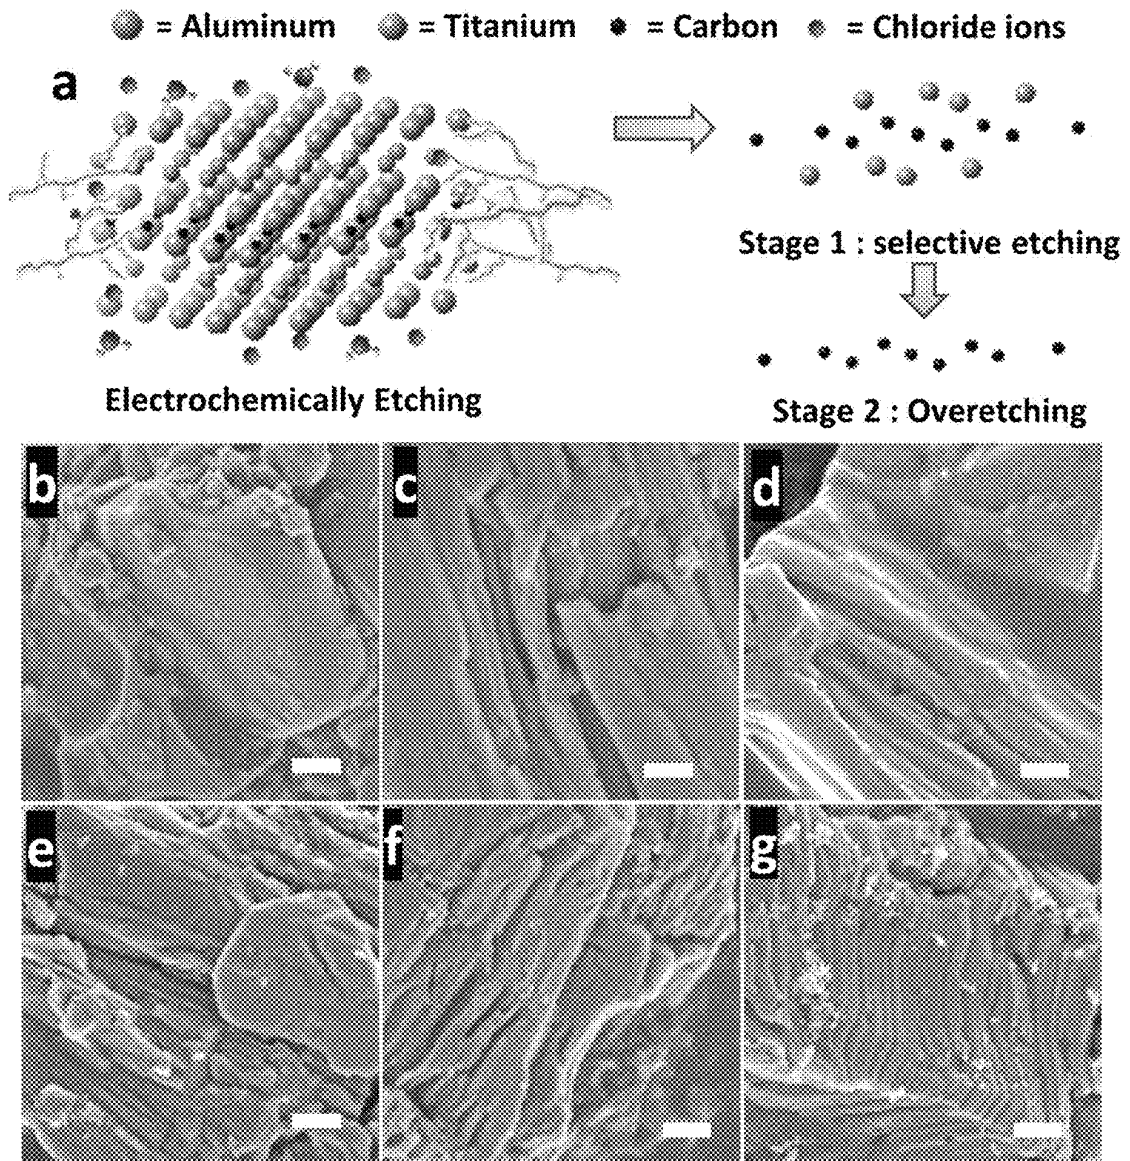 = Aluminum = Titanium = Carbon = Chloride ions
a
Stage 1 : selective etching
Electrochemically Etching
Stage 2 : Overetching
b c d
e f g